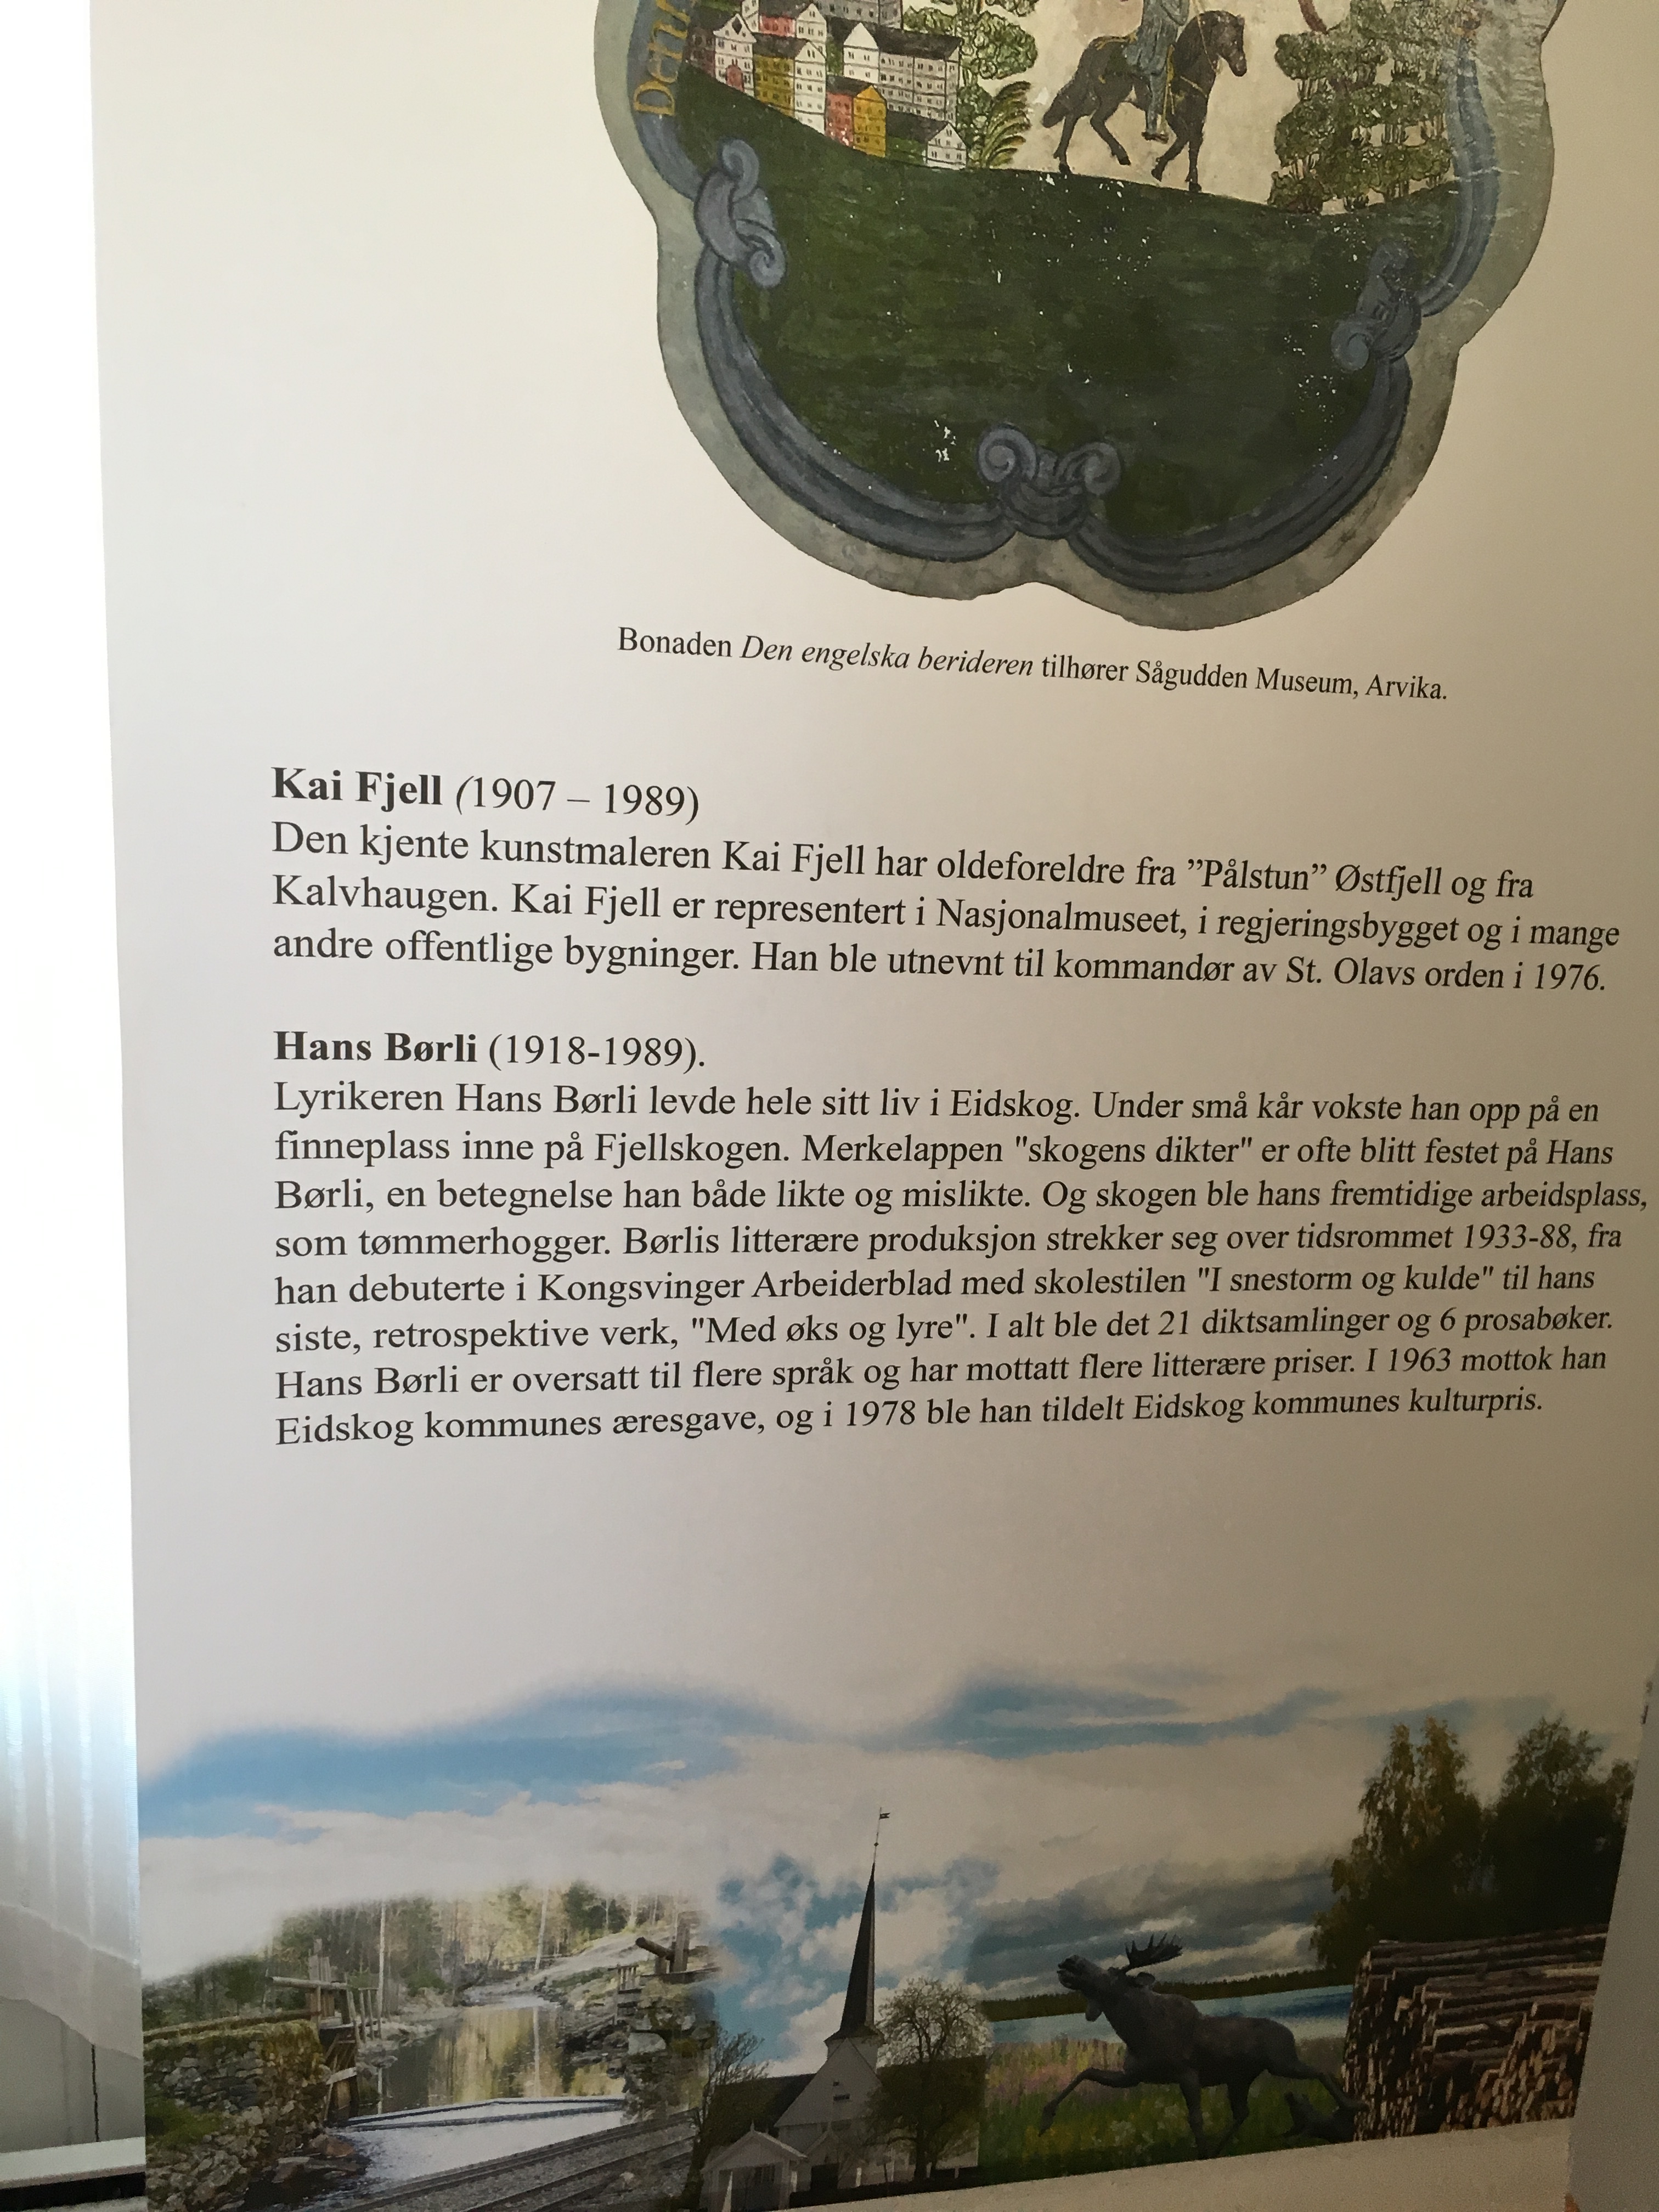 Bonaden Den engelska berideren tilhører Sågudden Museum, Arvika.
Kai Fjell (1907 – 1989)
Den kjente kunstmaleren Kai Fjell har oldeforeldre fra ”Pålstun” Østfjell og fra
Kalvhaugen. Kai Fjell er representert i Nasjonalmuseet, i regjeringsbygget og i mange
andre offentlige bygninger. Han ble utnevnt til kommandør av St. Olavs orden i 1976.
Hans Børli (1918-1989).
Lyrikeren Hans Børli levde hele sitt liv i Eidskog. Under små kår vokste han opp på en
finneplass inne på Fjellskogen. Merkelappen "skogens dikter" er ofte blitt festet på Hans
Børli, en betegnelse han både likte og mislikte. Og skogen ble hans fremtidige arbeidsplass,
som tømmerhogger. Børlis litterære produksjon strekker seg over tidsrommet 1933-88, fra
han debuterte i Kongsvinger Arbeiderblad med skolestilen "I snestorm og kulde" til hans
siste, retrospektive verk, "Med øks og lyre". I alt ble det 21 diktsamlinger og 6 prosabøker.
Hans Børli er oversatt til flere språk og har mottatt flere litterære priser. I 1963 mottok han
Eidskog kommunes æresgave, og i 1978 ble han tildelt Eidskog kommunes kulturpris.